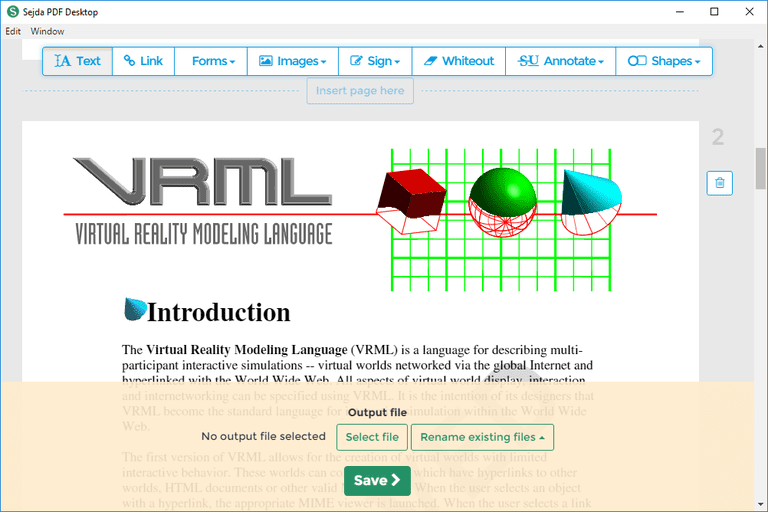 Sejda PDF Desktop
Edit Window
Text Link Forms Images Sign Whiteout Annotate Shapes
Insert page here
2
VRML
VIRTUAL REALITY MODELING LANGUAGE
Introduction
The Virtual Reality Modeling Language (VRML) is a language for describing multi-
participant interactive simulations -- virtual worlds networked via the global Internet and
hyperlinked with the World Wide Web. All aspects of virtual world display, interaction
and internetworking can be specified using VRML. It is the intention of its designers that
VRML become the standard language for simulation within the World Wide
Web.
Output file
No output file selected Select file Rename existing files
The first version of VRML allows for the creation of virtual worlds with limited
interactive behavior. These worlds can which have hyperlinks to other
worlds, HTML documents or other valid When the user selects an object
Save
with a hyperlink, the appropriate MIME viewer is launched. When the user selects a link